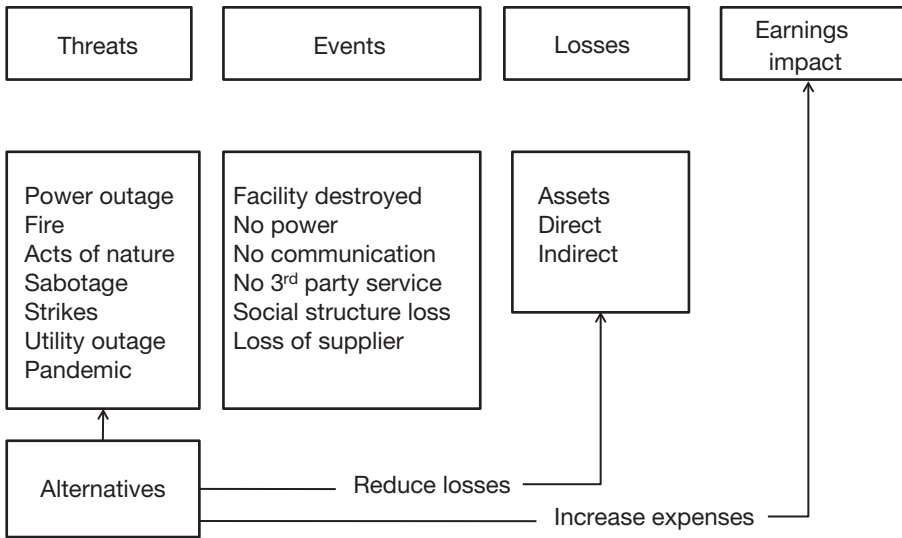 Threats
Events
Losses
Earnings
impact
Power outage
Fire
Acts of nature
Sabotage
Strikes
Utility outage
Pandemic
Facility destroyed
No power
No communication
No 3rd party service
Social structure loss
Loss of supplier
Assets
Direct
Indirect
Alternatives
Reduce losses
Increase expenses